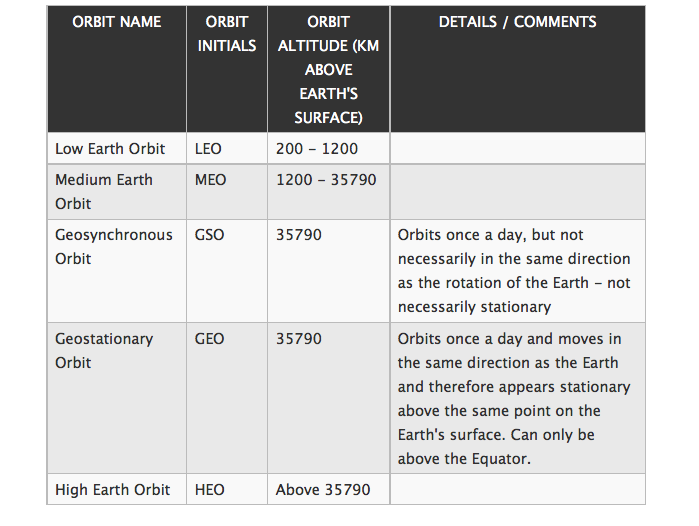 ORBIT NAME
ORBIT
INITIALS
ORBIT
ALTITUDE (KM
ABOVE
EARTH'S
SURFACE)
DETAILS / COMMENTS
Low Earth Orbit
LEO
200 – 1200
Medium Earth
Orbit
MEO
1200 – 35790
Geosynchronous
Orbit
GSO
35790
Orbits once a day, but not
necessarily in the same direction
as the rotation of the Earth – not
necessarily stationary
Geostationary
Orbit
GEO
35790
Orbits once a day and moves in
the same direction as the Earth
and therefore appears stationary
above the same point on the
Earth's surface. Can only be
above the Equator.
High Earth Orbit
HEO
Above 35790